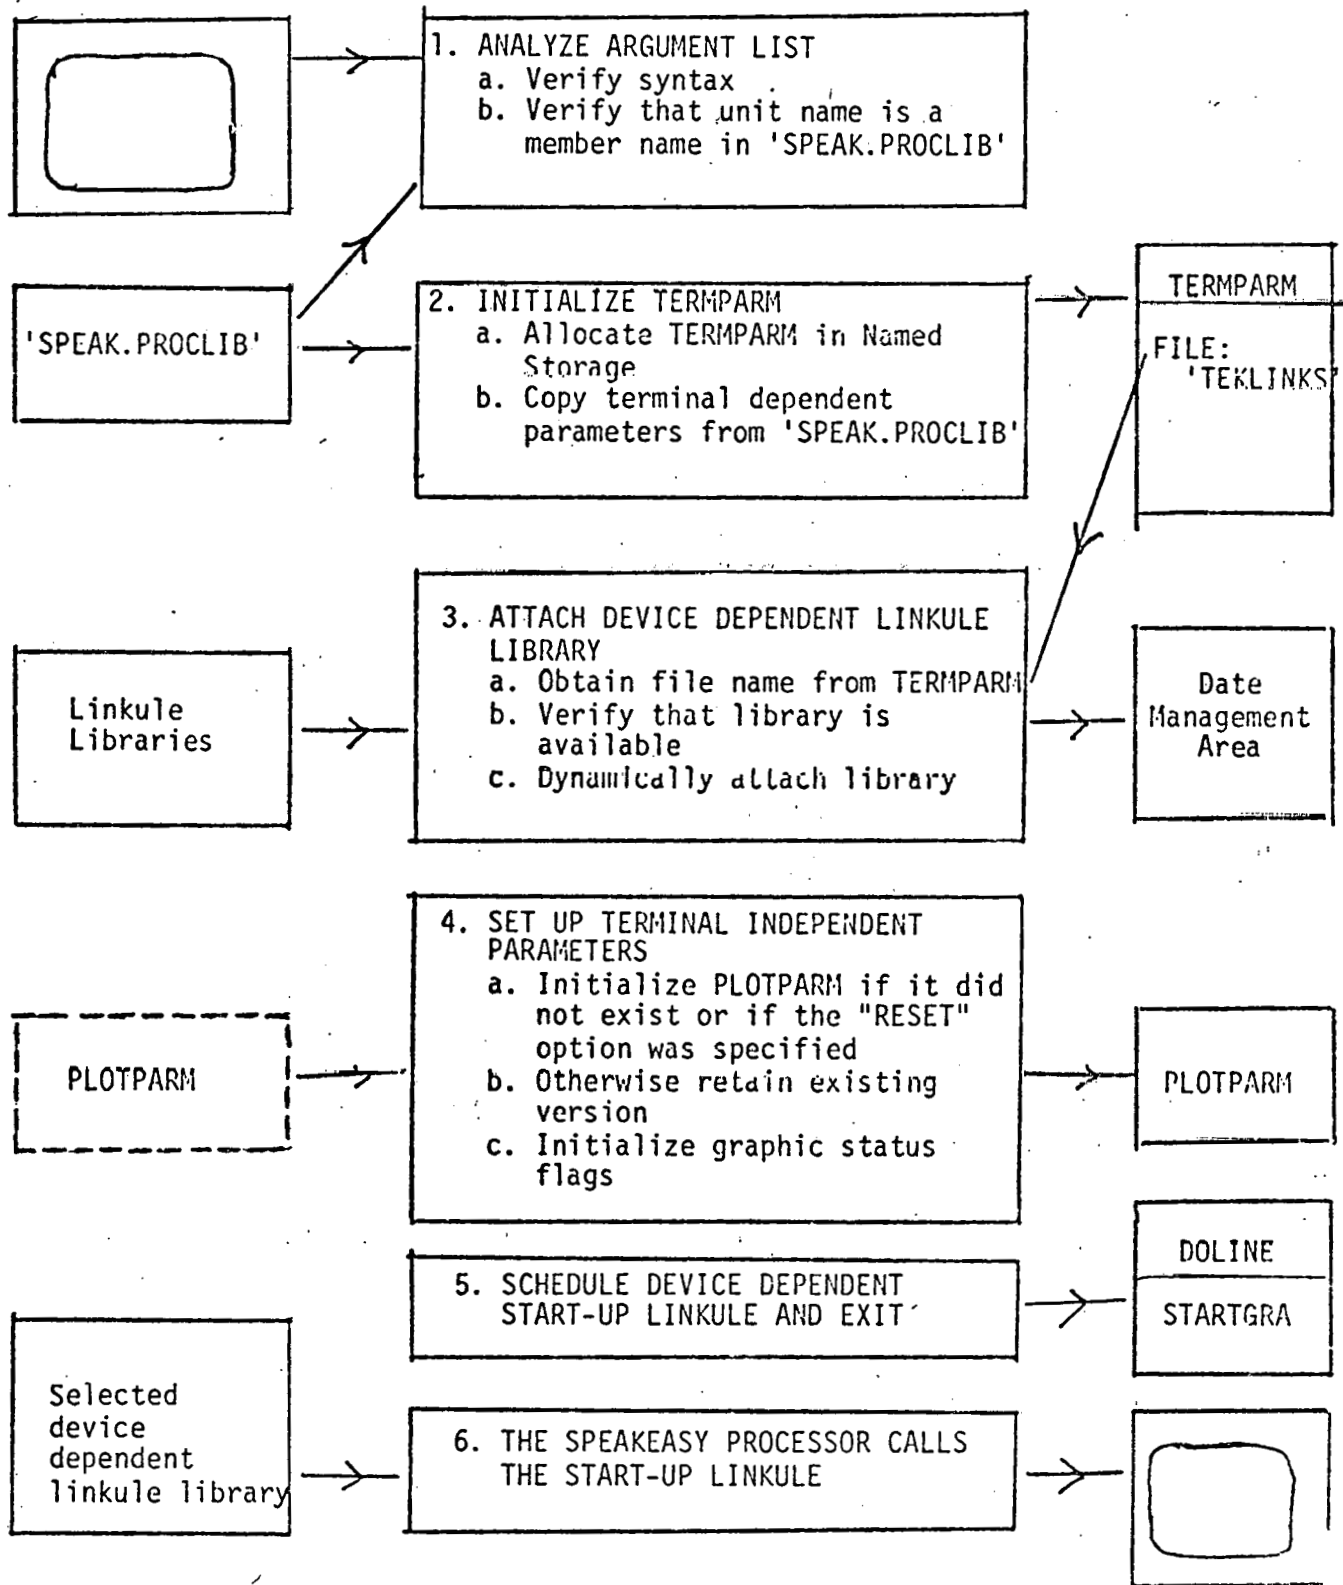 1. ANALYZE ARGUMENT LIST
a. Verify syntax
b. Verify that unit name is a
member name in 'SPEAK.PROCLIB'
'SPEAK.PROCLIB'
2. INITIALIZE TERMPARM
a. Allocate TERMPARM in Named
Storage
b. Copy terminal dependent
parameters from 'SPEAK.PROCLIB'
TERMPARM
FILE:
'TEKLINKS'
Linkule
Libraries
3. ATTACH DEVICE DEPENDENT LINKULE
LIBRARY
a. Obtain file name from TERMPARM
b. Verify that library is
available
c. Dynamically attach library
Date
Management
Area
PLOTPARM
4. SET UP TERMINAL INDEPENDENT
PARAMETERS
a. Initialize PLOTPARM if it did
not exist or if the "RESET"
option was specified
b. Otherwise retain existing
version
c. Initialize graphic status
flags
PLOTPARM
5. SCHEDULE DEVICE DEPENDENT
START-UP LINKULE AND EXIT
DOLINE
STARTGRA
Selected
device
dependent
linkule library
6. THE SPEAKEASY PROCESSOR CALLS
THE START-UP LINKULE